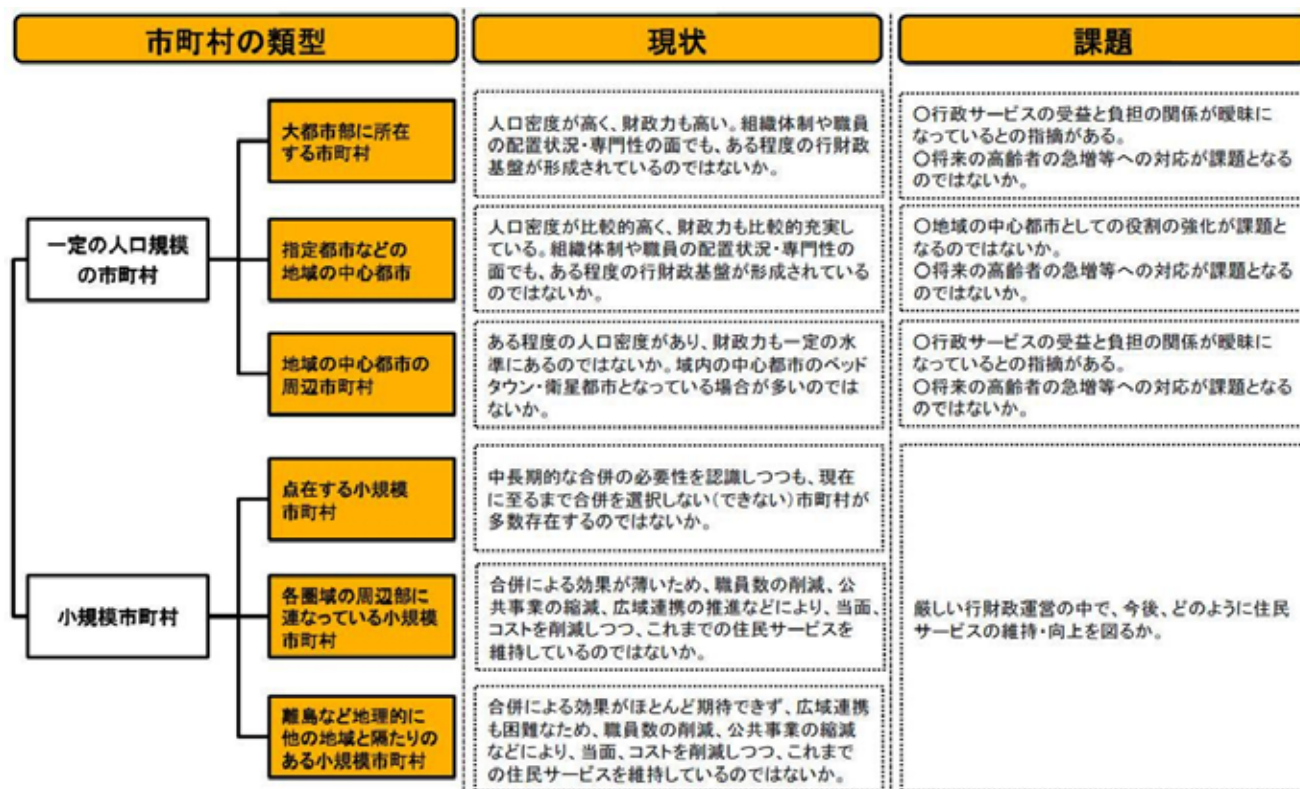 市町村の類型
現状
課題
一定の人口規模
の市町村
大都市部に所在
する市町村
人口密度が高く、財政力も高い。組織体制や職員
の配置状況・専門性の面でも、ある程度の行財政
基盤が形成されているのではないか。
○行政サービスの受益と負担の関係が曖昧に
なっているとの指摘がある。
○将来の高齢者の急増等への対応が課題となる
のではないか。
指定都市などの
地域の中心都市
人口密度が比較的高く、財政力も比較的充実し
ている。組織体制や職員の配置状況・専門性の
面でも、ある程度の行財政基盤が形成されている
のではないか。
○地域の中心都市としての役割の強化が課題と
なるのではないか。
○将来の高齢者の急増等への対応が課題となる
のではないか。
地域の中心都市の
周辺市町村
ある程度の人口密度があり、財政力も一定の水
準にあるのではないか。域内の中心都市のベッド
タウン・衛星都市となっている場合が多いのでは
ないか。
○行政サービスの受益と負担の関係が曖昧に
なっているとの指摘がある。
○将来の高齢者の急増等への対応が課題となる
のではないか。
小規模市町村
点在する小規模
市町村
中長期的な合併の必要性を認識しつつも、現在
に至るまで合併を選択しない(できない)市町村が
多数存在するのではないか。
各圏域の周辺部に
連なっている小規模
市町村
合併による効果が薄いため、職員数の削減、公
共事業の縮減、広域連携の推進などにより、当面、
コストを削減しつつ、これまでの住民サービスを
維持しているのではないか。
離島など地理的に
他の地域と隔たりの
ある小規模市町村
合併による効果がほとんど期待できず、広域連携
も困難なため、職員数の削減、公共事業の縮減
などにより、当面、コストを削減しつつ、これまで
の住民サービスを維持しているのではないか。
厳しい行財政運営の中で、今後、どのように住民
サービスの維持・向上を図るか。